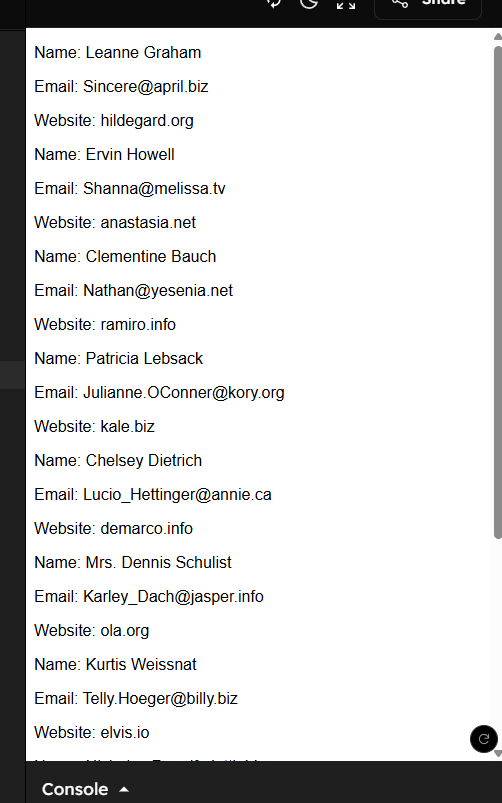 Share
Name: Leanne Graham
Email: Sincere@april.biz
Website: hildegard.org
Name: Ervin Howell
Email: Shanna@melissa.tv
Website: anastasia.net
Name: Clementine Bauch
Email: Nathan@yesenia.net
Website: ramiro.info
Name: Patricia Lebsack
Email: Julianne.OConner@kory.org
Website: kale.biz
Name: Chelsey Dietrich
Email: Lucio_Hettinger@annie.ca
Website: demarco.info
Name: Mrs. Dennis Schulist
Email: Karley_Dach@jasper.info
Website: ola.org
Name: Kurtis Weissnat
Email: Telly.Hoeger@billy.biz
Website: elvis.io
Console